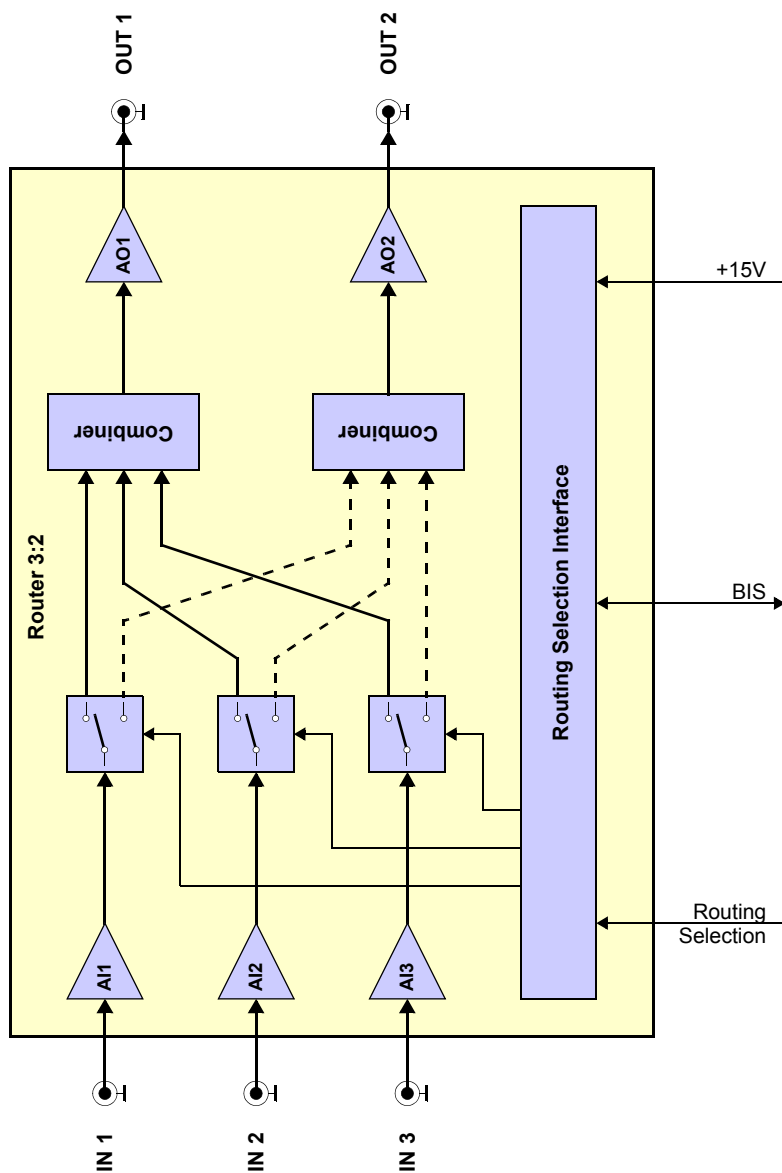 OUT 1
OUT 2
AO1
AO2
Combiner
Combiner
Router 3:2
AI1
AI2
AI3
IN 1
IN 2
IN 3
Routing Selection Interface
+15V
BIS
Routing
Selection